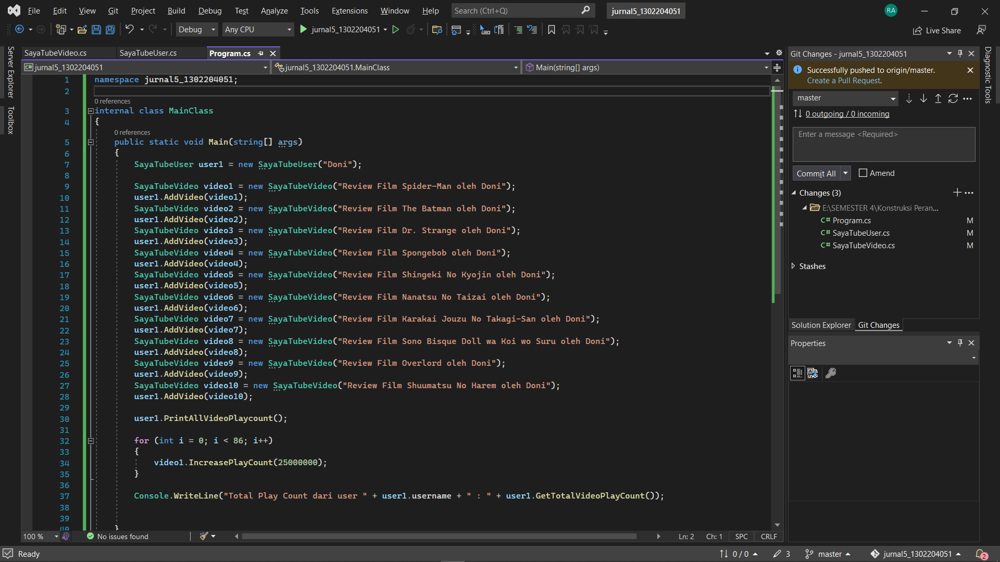 File Edit View Git Project Build Debug Test Analyze Tools Extensions Window Help Search (Ctrl+Q) jurnal5_1302204051 RA
Debug Any CPU jurnal5_1302204051 Live Share
Server Explorer
Toolbox
SayaTubeVideo.cs SayaTubeUser.cs Program.cs
C# jurnal5_1302204051 jurnal5_1302204051.MainClass Main(string[] args)
1 namespace jurnal5_1302204051;
2
0 references
3 internal class MainClass
4 {
0 references
5 public static void Main(string[] args)
6 {
7 SayaTubeUser user1 = new SayaTubeUser("Doni");
8
9 SayaTubeVideo video1 = new SayaTubeVideo("Review Film Spider-Man oleh Doni");
10 user1.AddVideo(video1);
11 SayaTubeVideo video2 = new SayaTubeVideo("Review Film The Batman oleh Doni");
12 user1.AddVideo(video2);
13 SayaTubeVideo video3 = new SayaTubeVideo("Review Film Dr. Strange oleh Doni");
14 user1.AddVideo(video3);
15 SayaTubeVideo video4 = new SayaTubeVideo("Review Film Spongebob oleh Doni");
16 user1.AddVideo(video4);
17 SayaTubeVideo video5 = new SayaTubeVideo("Review Film Shingeki No Kyojin oleh Doni");
18 user1.AddVideo(video5);
19 SayaTubeVideo video6 = new SayaTubeVideo("Review Film Nanatsu No Taizai oleh Doni");
20 user1.AddVideo(video6);
21 SayaTubeVideo video7 = new SayaTubeVideo("Review Film Karakai Jouzu No Takagi-San oleh Doni");
22 user1.AddVideo(video7);
23 SayaTubeVideo video8 = new SayaTubeVideo("Review Film Sono Bisque Doll wa Koi wo Suru oleh Doni");
24 user1.AddVideo(video8);
25 SayaTubeVideo video9 = new SayaTubeVideo("Review Film Overlord oleh Doni");
26 user1.AddVideo(video9);
27 SayaTubeVideo video10 = new SayaTubeVideo("Review Film Shuumatsu No Harem oleh Doni");
28 user1.AddVideo(video10);
29
30 user1.PrintAllVideoPlaycount();
31
32 for (int i = 0; i < 86; i++)
33 {
34 video1.IncreasePlayCount(25000000);
35 }
36
37 Console.WriteLine("Total Play Count dari user " + user1.username + " : " + user1.GetTotalVideoPlayCount());
38
39
40 }
100 % No issues found Ln: 2 Ch: 1 SPC CRLF
Git Changes - jurnal5_1302204051
Successfully pushed to origin/master.
Create a Pull Request.
master
0 outgoing / 0 incoming
Enter a message <Required>
Commit All Amend
Changes (3)
E:\SEMESTER 4\Konstruksi Peran...
C# Program.cs M
C# SayaTubeUser.cs M
C# SayaTubeVideo.cs M
Stashes
Solution Explorer Git Changes
Properties
Diagnostic Tools
Ready 0 / 0 3 master jurnal5_1302204051 2